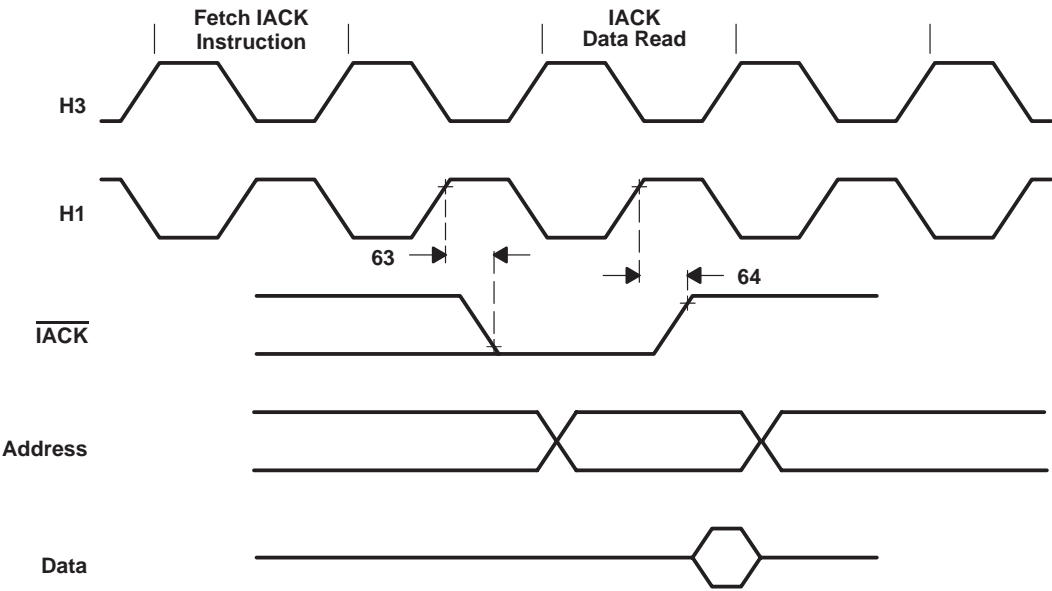 Fetch IACK
Instruction
IACK
Data Read
H3
H1
63
64
IACK
Address
Data